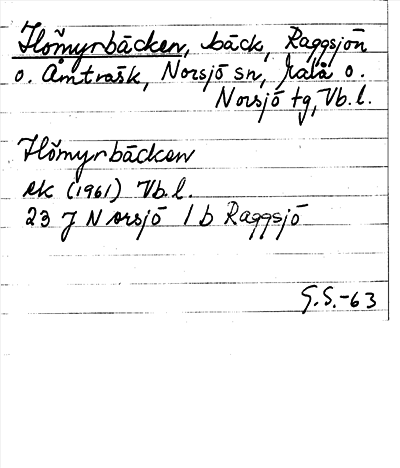 Flömyrbäcken, bäck, Raggsjön
o. Åmträsk, Norsjö sn, Malå o.
Norsjö tg, Vb. l.
Flömyrbäcken
ek (1961) Vb. l.
23 J Norsjö 1 b Raggsjö
G.S.-63